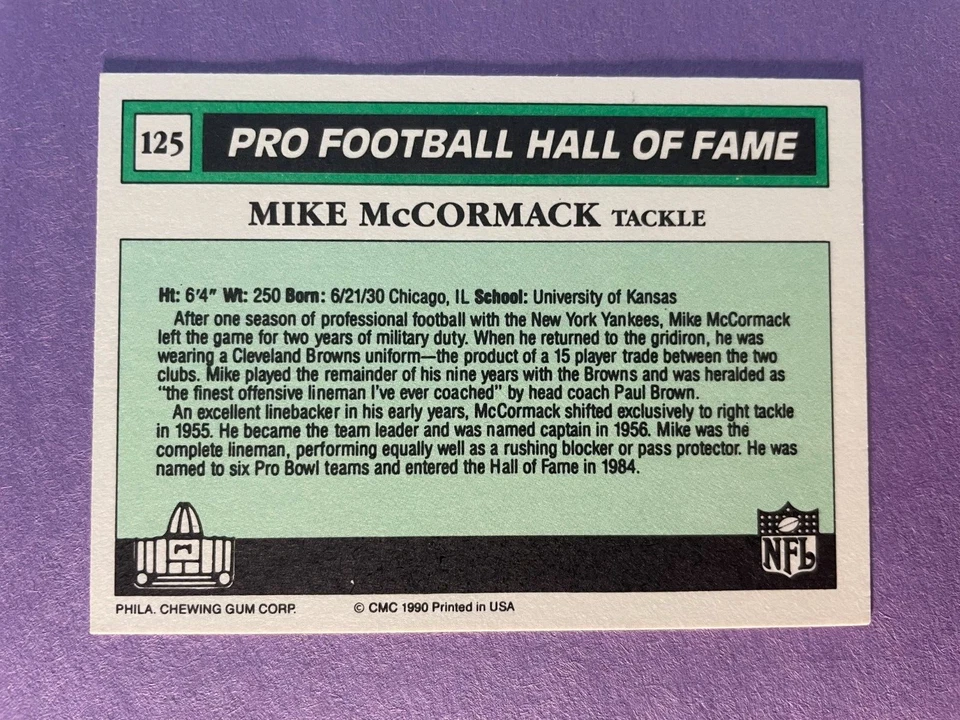 125
PRO FOOTBALL HALL OF FAME
MIKE McCORMACK TACKLE
Ht: 6'4" Wt: 250 Born: 6/21/30 Chicago, IL School: University of Kansas
After one season of professional football with the New York Yankees, Mike McCormack
left the game for two years of military duty. When he returned to the gridiron, he was
wearing a Cleveland Browns uniform—the product of a 15 player trade between the two
clubs. Mike played the remainder of his nine years with the Browns and was heralded as
"the finest offensive lineman I've ever coached" by head coach Paul Brown.
An excellent linebacker in his early years, McCormack shifted exclusively to right tackle
in 1955. He became the team leader and was named captain in 1956. Mike was the
complete lineman, performing equally well as a rushing blocker or pass protector. He was
named to six Pro Bowl teams and entered the Hall of Fame in 1984.
NFL
PHILA. CHEWING GUM CORP. © CMC 1990 Printed in USA